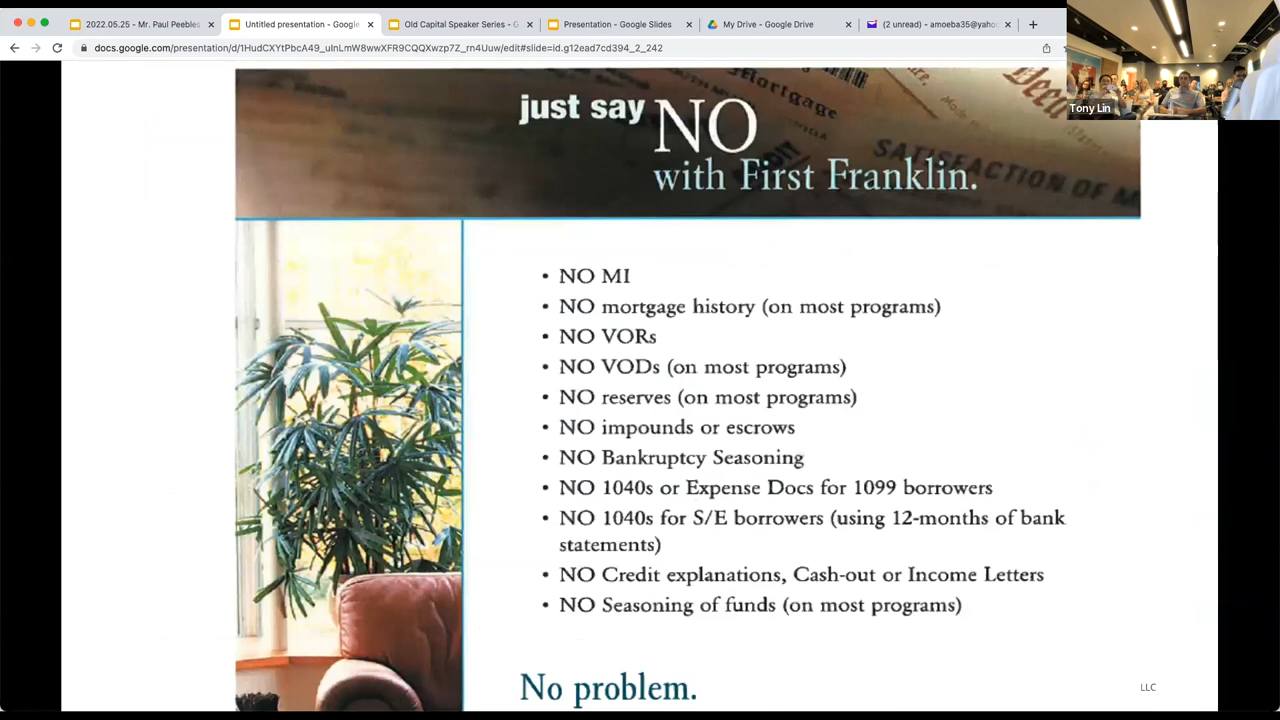 2022.05.25 - Mr. Paul Peebles
Untitled presentation - Google
Old Capital Speaker Series - G
Presentation - Google Slides
My Drive - Google Drive
(2 unread) - amoeba35@yaho
docs.google.com/presentation/d/1HudCXYtPbcA49_uInLmW8wwXFR9CQQXwzp7Z_rn4Uuw/edit#slide=id.g12ead7cd394_2_242
Tony Lin
Mortgage
SATISFACTION OF M
just say NO
with First Franklin.
• NO MI
• NO mortgage history (on most programs)
• NO VORs
• NO VODs (on most programs)
• NO reserves (on most programs)
• NO impounds or escrows
• NO Bankruptcy Seasoning
• NO 1040s or Expense Docs for 1099 borrowers
• NO 1040s for S/E borrowers (using 12-months of bank
statements)
• NO Credit explanations, Cash-out or Income Letters
• NO Seasoning of funds (on most programs)
No problem.
LLC